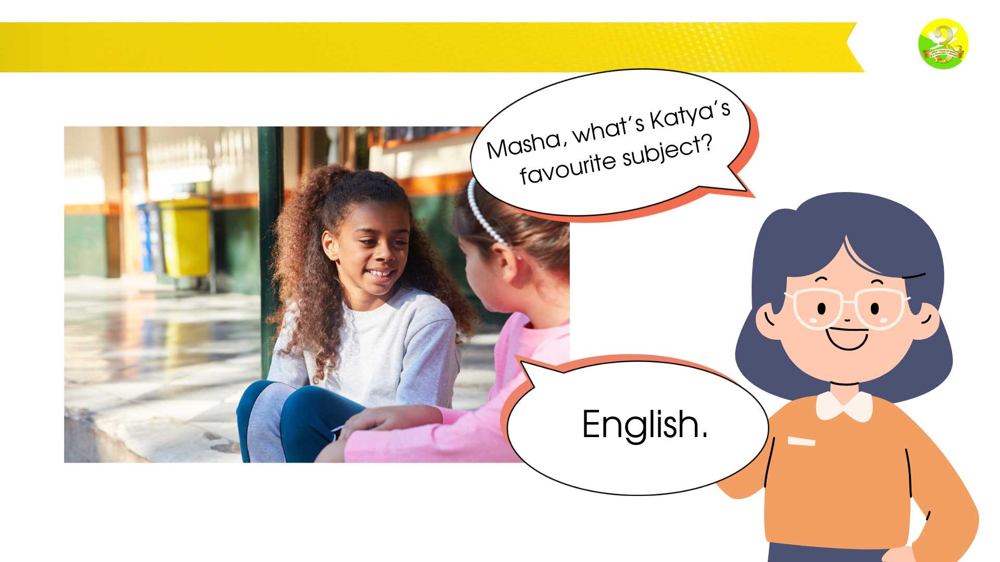 Masha, what's Katya's
favourite subject?
English.